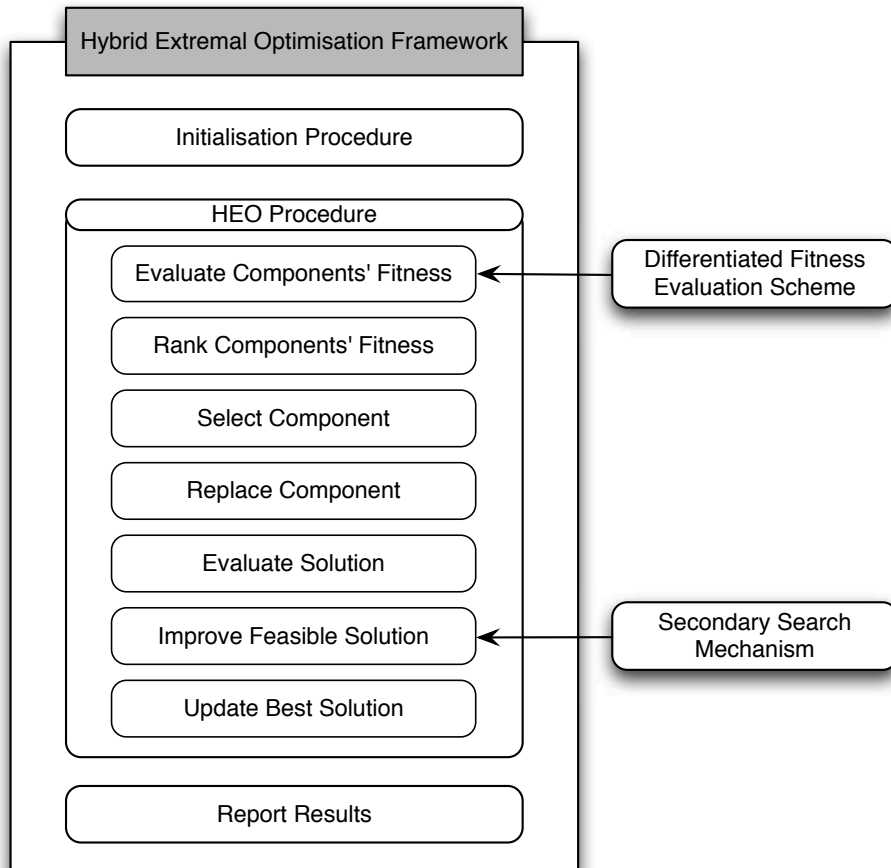 Hybrid Extremal Optimisation Framework
Initialisation Procedure
HEO Procedure
Evaluate Components' Fitness
Rank Components' Fitness
Select Component
Replace Component
Evaluate Solution
Improve Feasible Solution
Update Best Solution
Report Results
Differentiated Fitness
Evaluation Scheme
Secondary Search
Mechanism